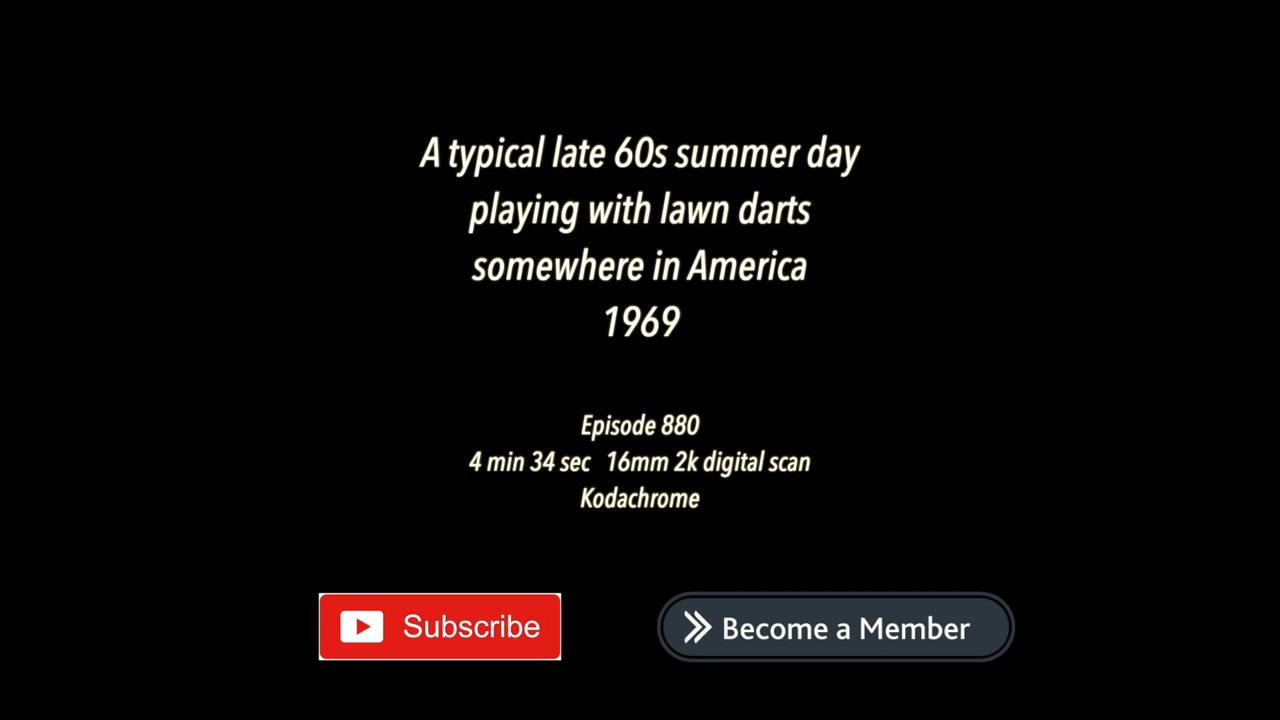 A typical late 60s summer day
playing with lawn darts
somewhere in America
1969
Episode 880
4 min 34 sec 16mm 2k digital scan
Kodachrome
Subscribe
Become a Member